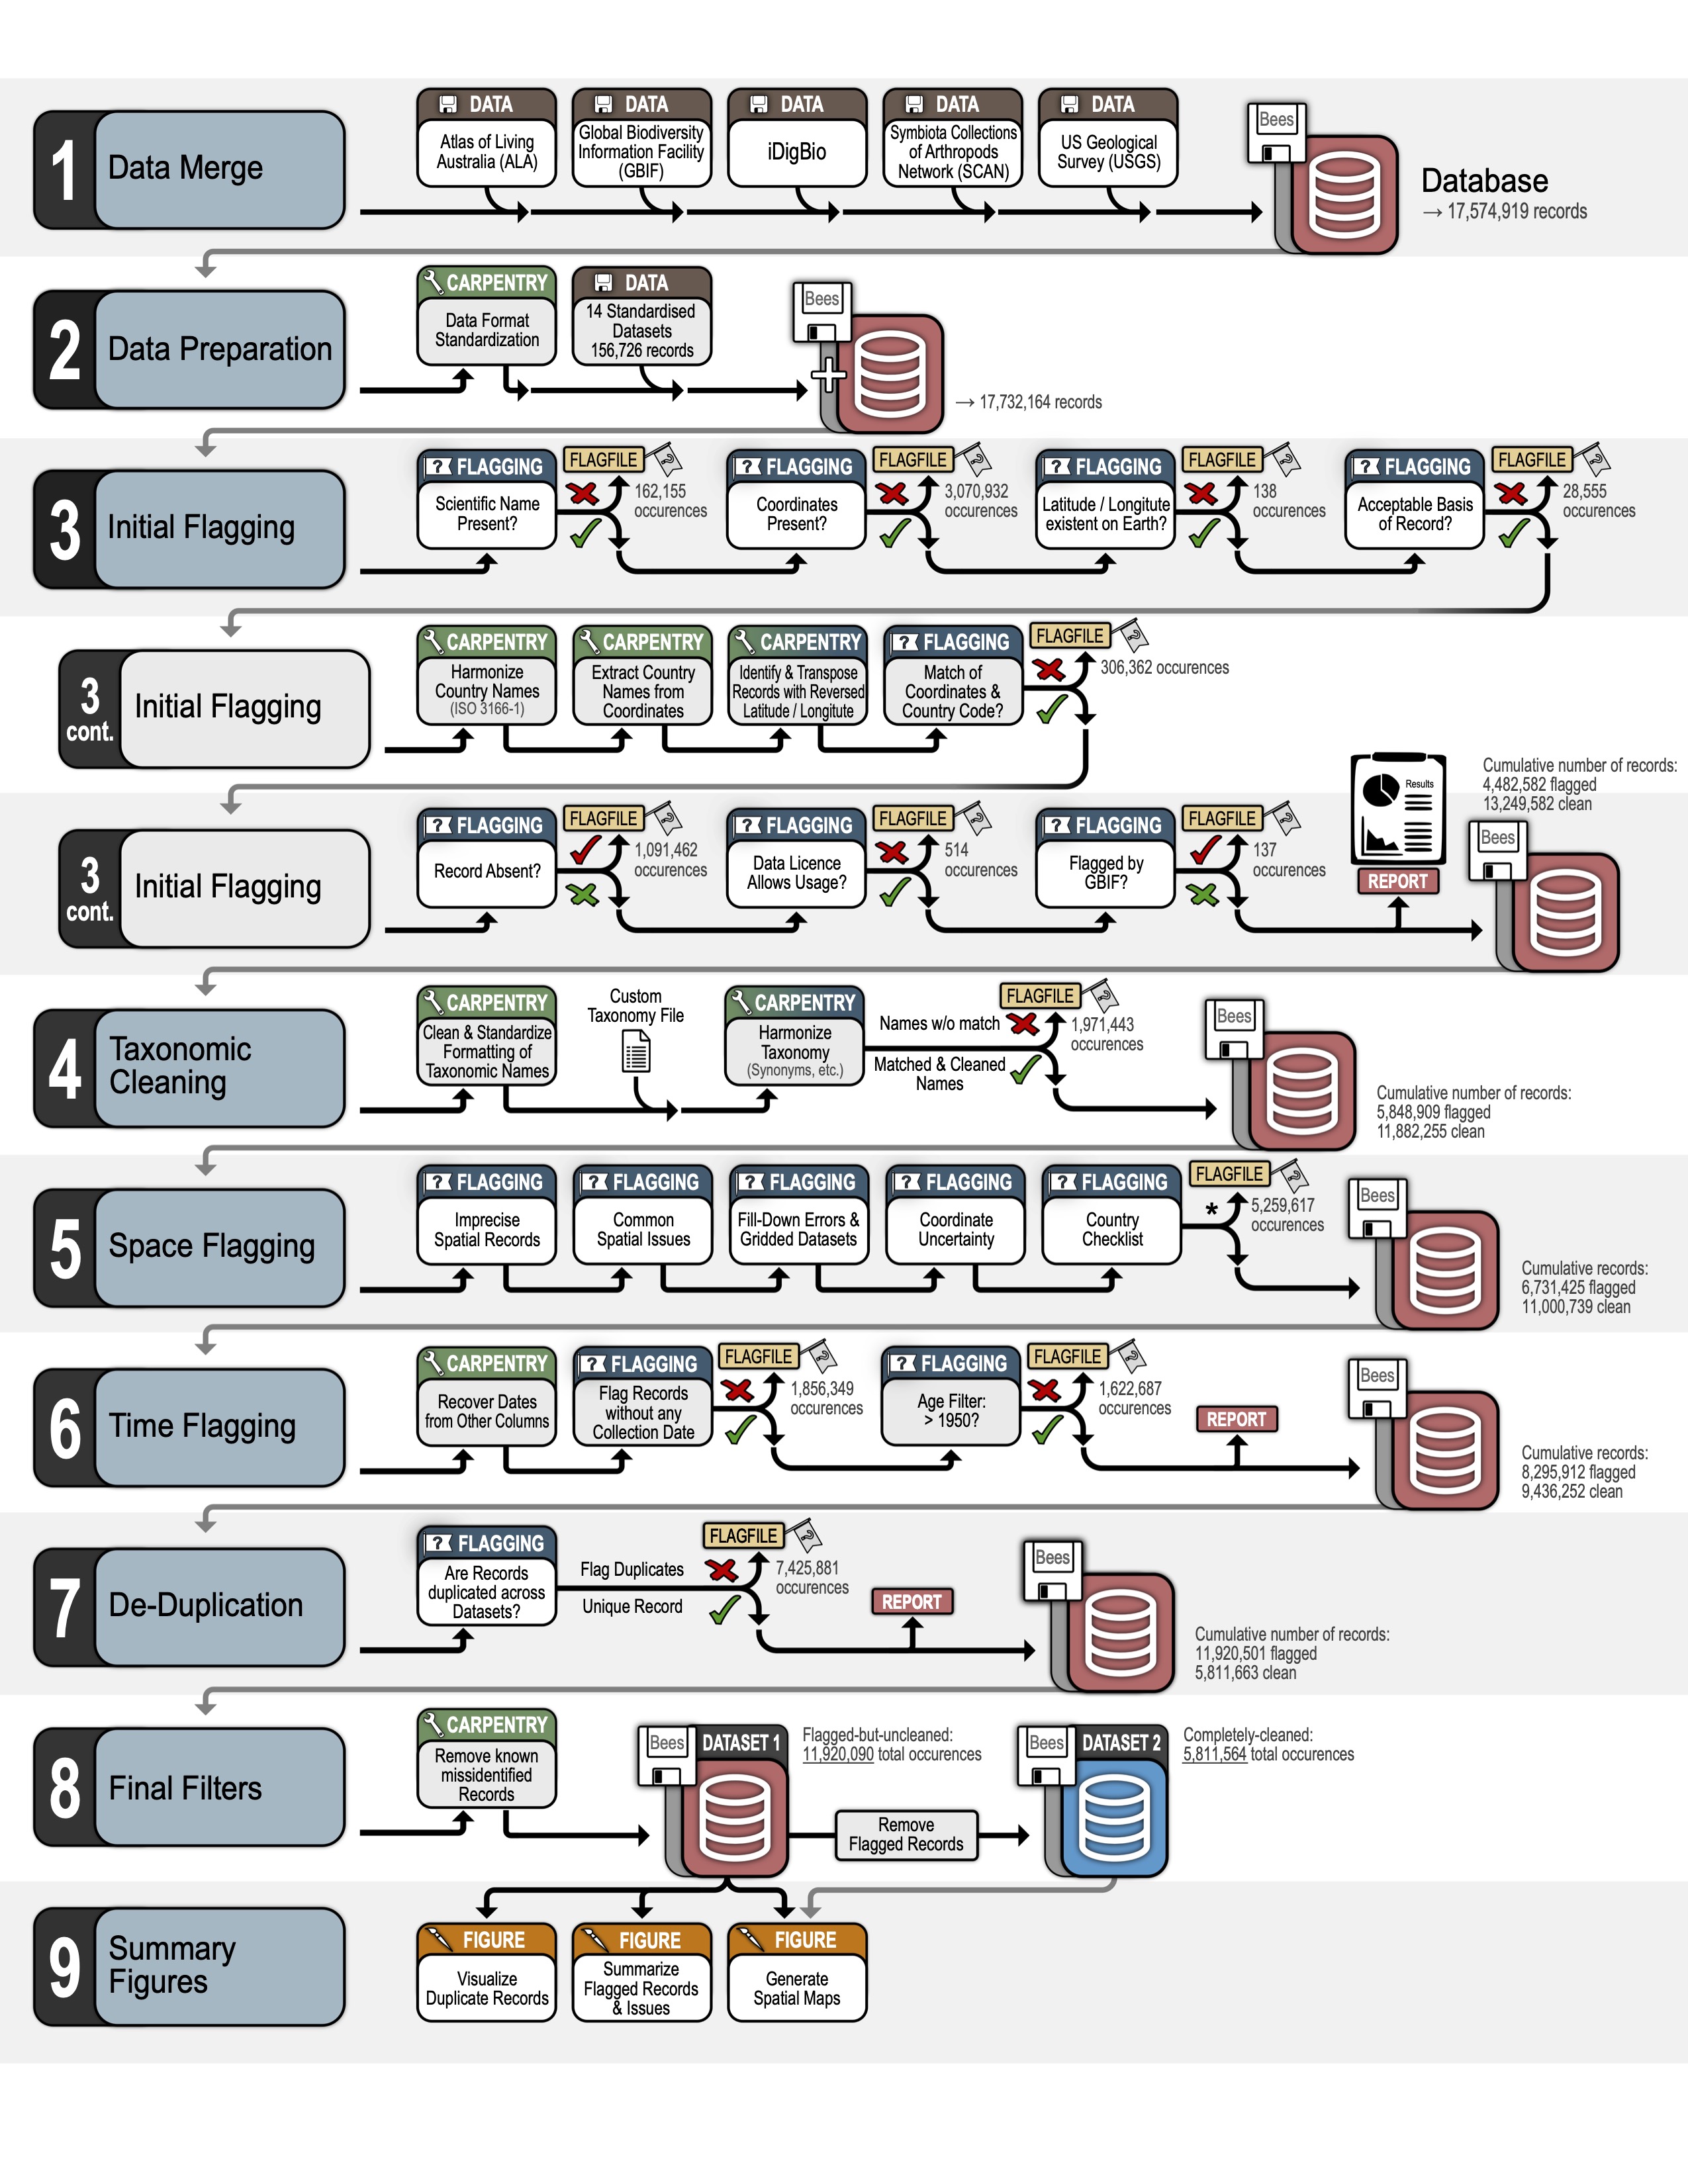 1
Data Merge
DATA
Atlas of Living
Australia (ALA)
DATA
Global Biodiversity
Information Facility
(GBIF)
DATA
iDigBio
DATA
Symbiota Collections
of Arthropods
Network (SCAN)
DATA
US Geological
Survey (USGS)
Bees
Database
→ 17,574,919 records
2
Data Preparation
CARPENTRY
Data Format
Standardization
DATA
14 Standardised
Datasets
156,726 records
Bees
+
→ 17,732,164 records
3
Initial Flagging
? FLAGGING
Scientific Name
Present?
FLAGFILE ?
162,155
occurences
? FLAGGING
Coordinates
Present?
FLAGFILE ?
3,070,932
occurences
? FLAGGING
Latitude / Longitute
existent on Earth?
FLAGFILE ?
138
occurences
? FLAGGING
Acceptable Basis
of Record?
FLAGFILE ?
28,555
occurences
3
cont.
Initial Flagging
CARPENTRY
Harmonize
Country Names
(ISO 3166-1)
CARPENTRY
Extract Country
Names from
Coordinates
CARPENTRY
Identify & Transpose
Records with Reversed
Latitude / Longitute
? FLAGGING
Match of
Coordinates &
Country Code?
FLAGFILE ?
306,362 occurences
3
cont.
Initial Flagging
? FLAGGING
Record Absent?
FLAGFILE ?
1,091,462
occurences
? FLAGGING
Data Licence
Allows Usage?
FLAGFILE ?
514
occurences
? FLAGGING
Flagged by
GBIF?
FLAGFILE ?
137
occurences
Results
REPORT
Cumulative number of records:
4,482,582 flagged
13,249,582 clean
Bees
4
Taxonomic
Cleaning
CARPENTRY
Clean & Standardize
Formatting of
Taxonomic Names
Custom
Taxonomy File
CARPENTRY
Harmonize
Taxonomy
(Synonyms, etc.)
Names w/o match
Matched & Cleaned
Names
FLAGFILE ?
1,971,443
occurences
Bees
Cumulative number of records:
5,848,909 flagged
11,882,255 clean
5
Space Flagging
? FLAGGING
Imprecise
Spatial Records
? FLAGGING
Common
Spatial Issues
? FLAGGING
Fill-Down Errors &
Gridded Datasets
? FLAGGING
Coordinate
Uncertainty
? FLAGGING
Country
Checklist
*
FLAGFILE ?
5,259,617
occurences
Bees
Cumulative records:
6,731,425 flagged
11,000,739 clean
6
Time Flagging
CARPENTRY
Recover Dates
from Other Columns
? FLAGGING
Flag Records
without any
Collection Date
FLAGFILE ?
1,856,349
occurences
? FLAGGING
Age Filter:
> 1950?
FLAGFILE ?
1,622,687
occurences
REPORT
Bees
Cumulative records:
8,295,912 flagged
9,436,252 clean
7
De-Duplication
? FLAGGING
Are Records
duplicated across
Datasets?
Flag Duplicates
Unique Record
FLAGFILE ?
7,425,881
occurences
REPORT
Bees
Cumulative number of records:
11,920,501 flagged
5,811,663 clean
8
Final Filters
CARPENTRY
Remove known
missidentified
Records
Bees
DATASET 1
Flagged-but-uncleaned:
11,920,090 total occurences
Remove
Flagged Records
Bees
DATASET 2
Completely-cleaned:
5,811,564 total occurences
9
Summary
Figures
FIGURE
Visualize
Duplicate Records
FIGURE
Summarize
Flagged Records
& Issues
FIGURE
Generate
Spatial Maps